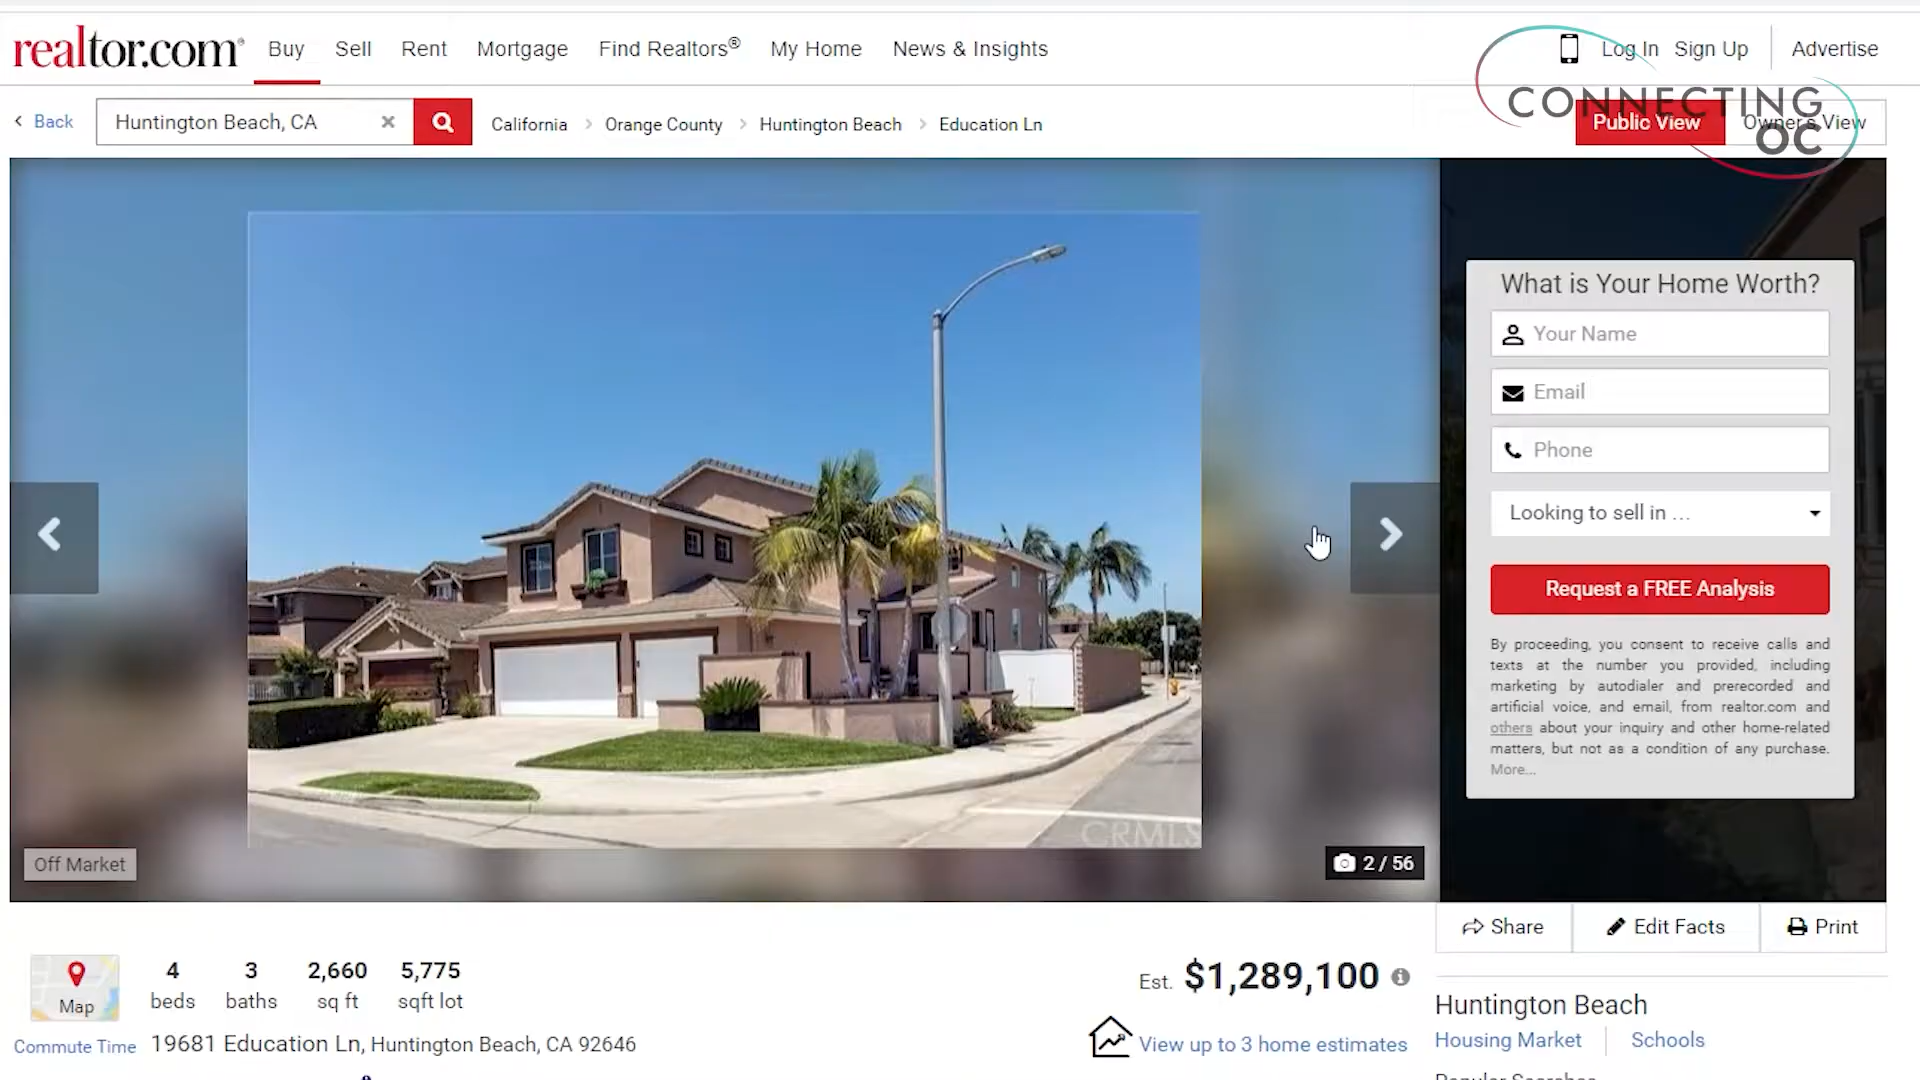 realtor.com®
Buy
Sell
Rent
Mortgage
Find Realtors®
My Home
News & Insights
Log In
Sign Up
Advertise
CONNECTING
OC
Back
Huntington Beach, CA
California
Orange County
Huntington Beach
Education Ln
Public View
Owner's View
What is Your Home Worth?
Your Name
Email
Phone
Looking to sell in ...
Request a FREE Analysis
By proceeding, you consent to receive calls and
texts at the number you provided, including
marketing by autodialer and prerecorded and
artificial voice, and email, from realtor.com and
others about your inquiry and other home-related
matters, but not as a condition of any purchase.
More...
CRMLS
Off Market
2 / 56
Share
Edit Facts
Print
Map
Commute Time
4
beds
3
baths
2,660
sq ft
5,775
sqft lot
19681 Education Ln, Huntington Beach, CA 92646
Est. $1,289,100
View up to 3 home estimates
Huntington Beach
Housing Market
Schools
Popular Searches